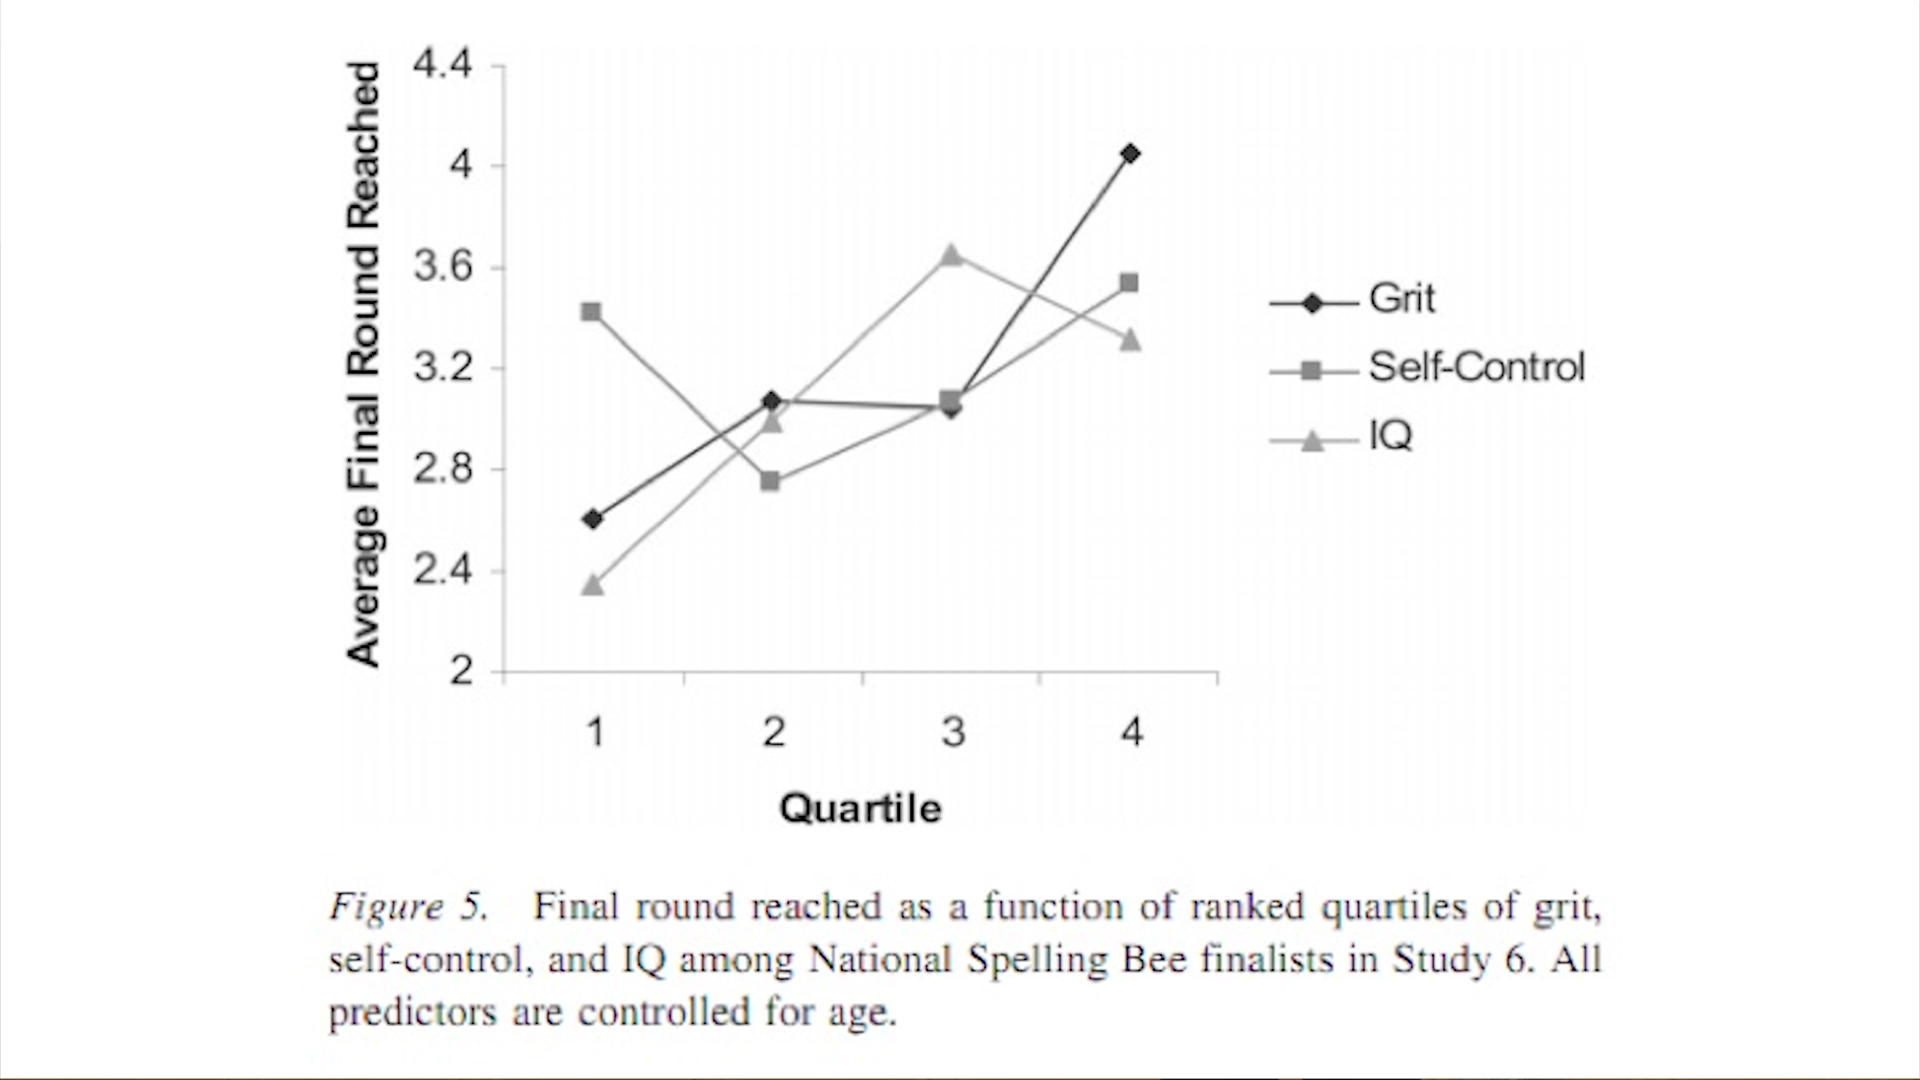 Average Final Round Reached
4.4
4
3.6
3.2
2.8
2.4
2
1 2 3 4
Quartile
Grit
Self-Control
IQ
Figure 5. Final round reached as a function of ranked quartiles of grit,
self-control, and IQ among National Spelling Bee finalists in Study 6. All
predictors are controlled for age.